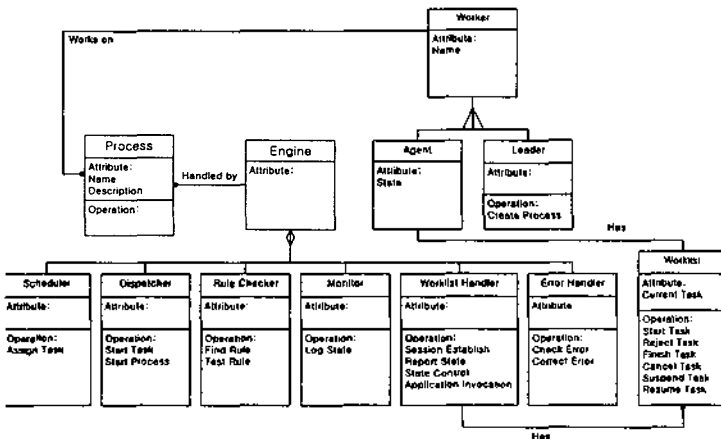 Worker
Attribute:
Name
Works on
Process
Attribute:
Name
Description
Operation:
Handled by
Engine
Attribute:
Agent
Attribute:
State
Leader
Attribute:
Operation:
Create Process
Has
Worklist
Attribute:
Current Task
Operation:
Start Task
Reject Task
Finish Task
Cancel Task
Suspend Task
Resume Task
Scheduler
Attribute:
Operation:
Assign Task
Dispatcher
Attribute:
Operation:
Start Task
Start Process
Rule Checker
Attribute:
Operation:
Find Rule
Test Rule
Monitor
Attribute:
Operation:
Log State
Worklist Handler
Attribute:
Operation:
Session Establish
Report State
State Control
Application Invocation
Error Handler
Attribute
Operation:
Check Error
Correct Error
Has